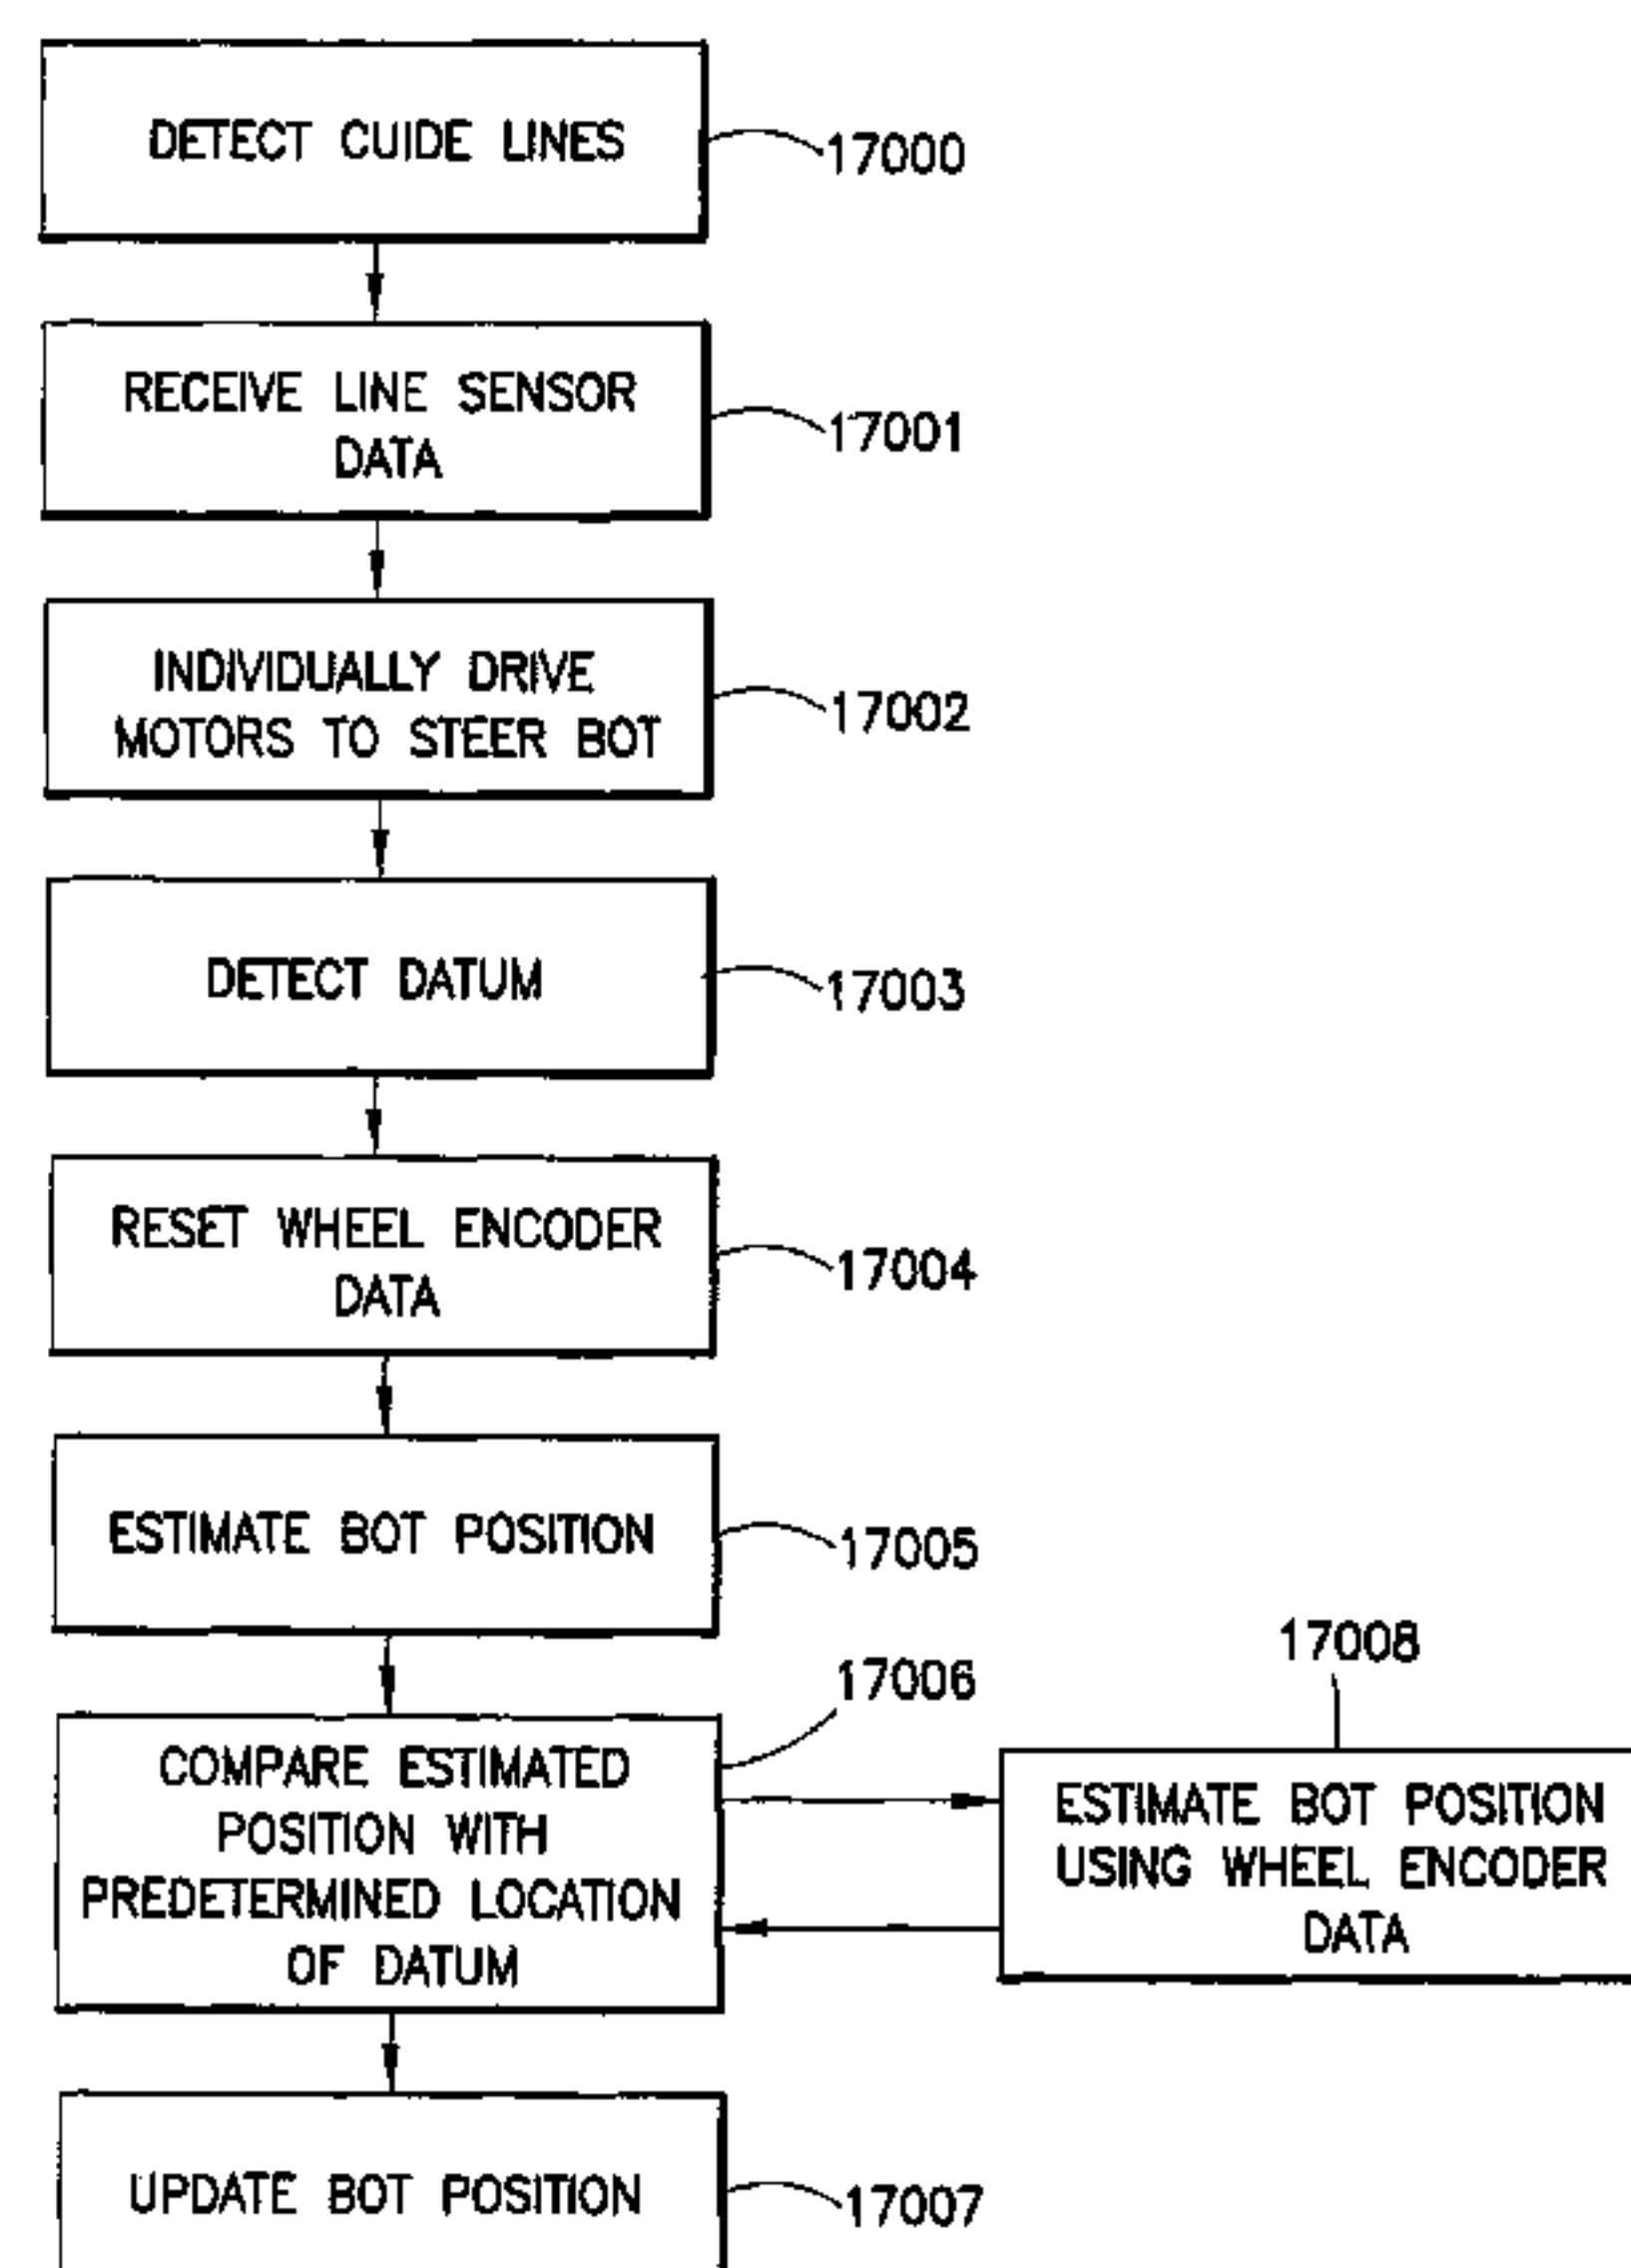 DETECT CUIDE LINES
17000
RECEIVE LINE SENSOR
DATA
17001
INDIVIDUALLY DRIVE
MOTORS TO STEER BOT
17002
DETECT DATUM
17003
RESET WHEEL ENCODER
DATA
17004
ESTIMATE BOT POSITION
17005
17006
COMPARE ESTIMATED
POSITION WITH
PREDETERMINED LOCATION
OF DATUM
17008
ESTIMATE BOT POSITION
USING WHEEL ENCODER
DATA
UPDATE BOT POSITION
17007